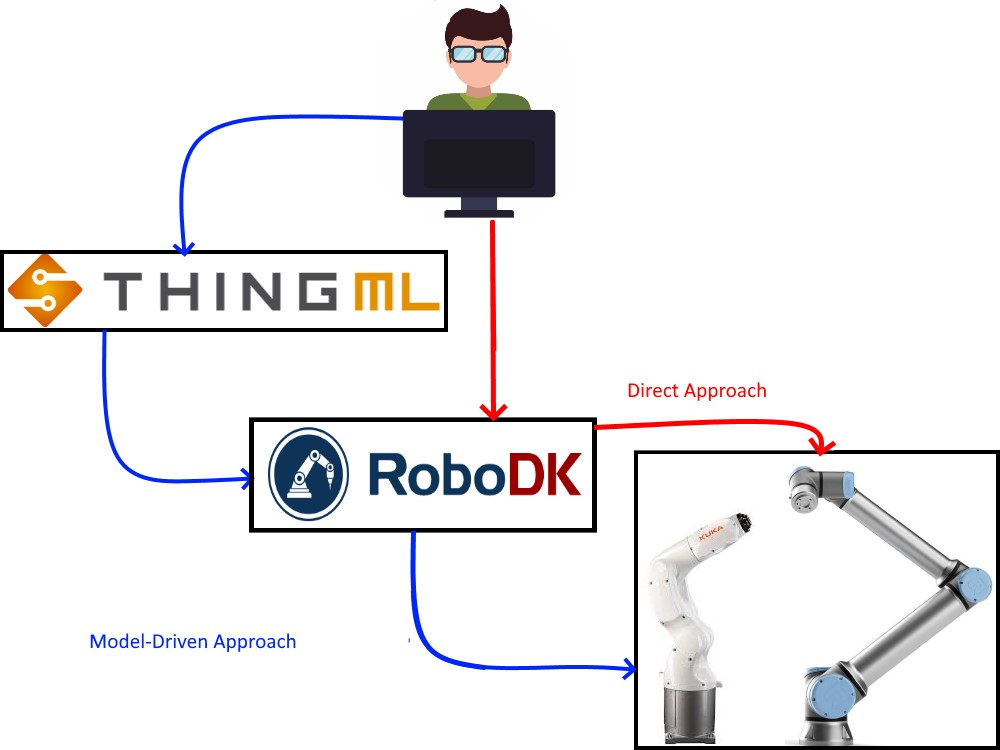 THINGML
Direct Approach
RoboDK
KUKA
Model-Driven Approach